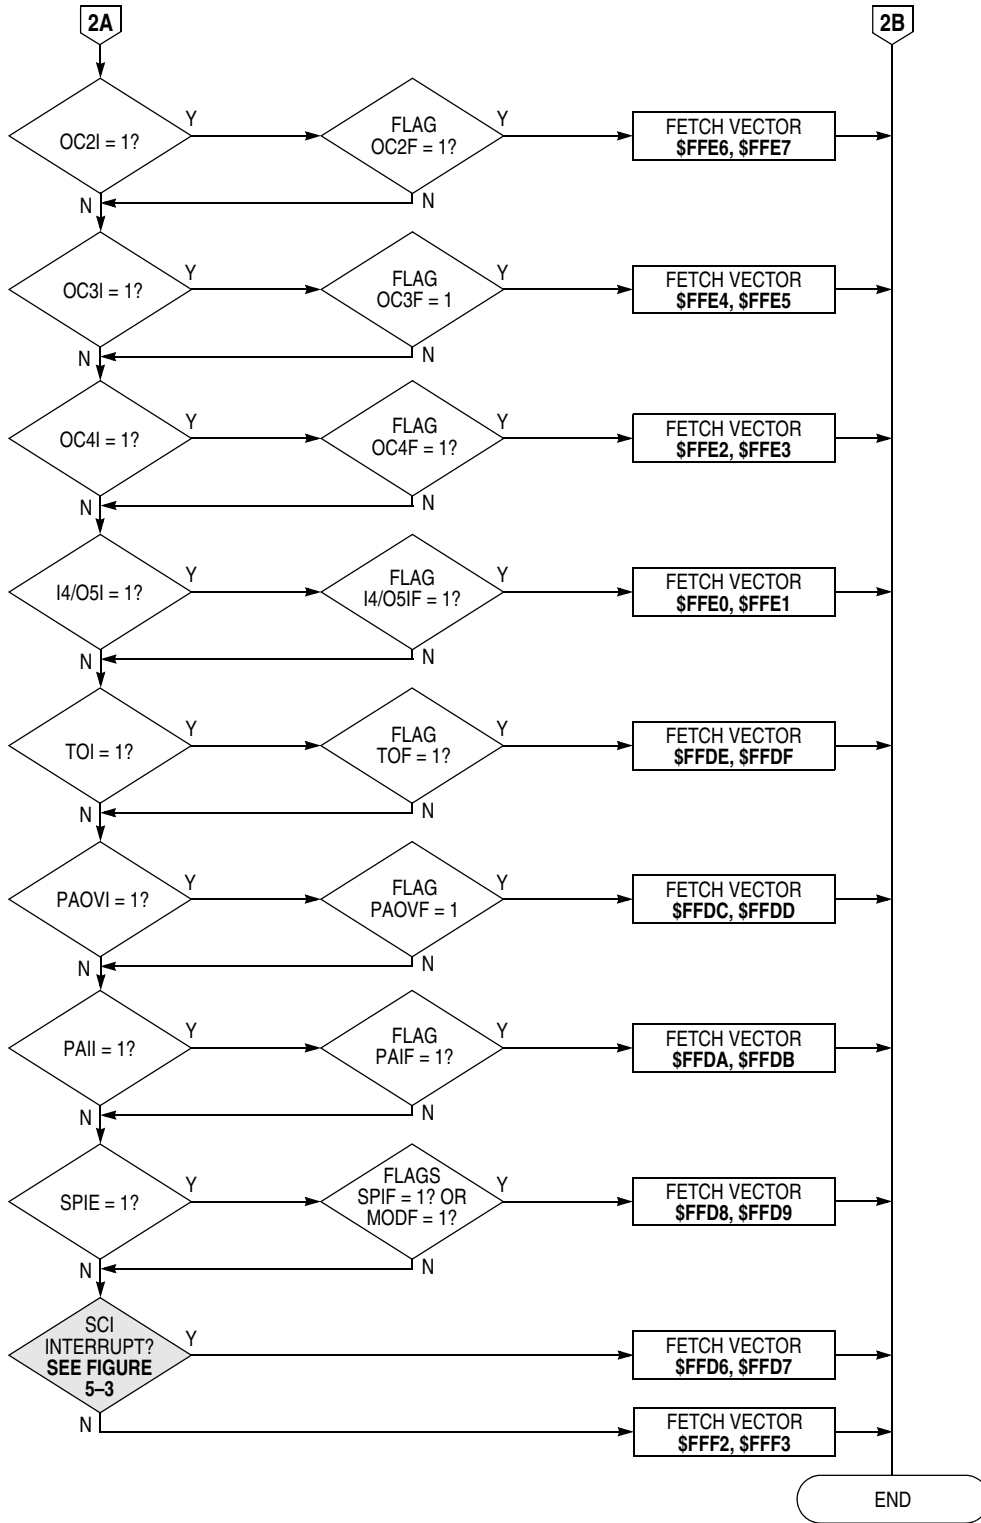 2A
2B
OC2I = 1?
Y
FLAG
OC2F = 1?
Y
FETCH VECTOR
$FFE6, $FFE7
N
N
OC3I = 1?
Y
FLAG
OC3F = 1
Y
FETCH VECTOR
$FFE4, $FFE5
N
N
OC4I = 1?
Y
FLAG
OC4F = 1?
Y
FETCH VECTOR
$FFE2, $FFE3
N
N
I4/O5I = 1?
Y
FLAG
I4/O5IF = 1?
Y
FETCH VECTOR
$FFE0, $FFE1
N
N
TOI = 1?
Y
FLAG
TOF = 1?
Y
FETCH VECTOR
$FFDE, $FFDF
N
N
PAOVI = 1?
Y
FLAG
PAOVF = 1
Y
FETCH VECTOR
$FFDC, $FFDD
N
N
PAII = 1?
Y
FLAG
PAIF = 1?
Y
FETCH VECTOR
$FFDA, $FFDB
N
N
SPIE = 1?
Y
FLAGS
SPIF = 1? OR
MODF = 1?
Y
FETCH VECTOR
$FFD8, $FFD9
N
N
SCI
INTERRUPT?
SEE FIGURE
5–3
Y
FETCH VECTOR
$FFD6, $FFD7
N
FETCH VECTOR
$FFF2, $FFF3
END